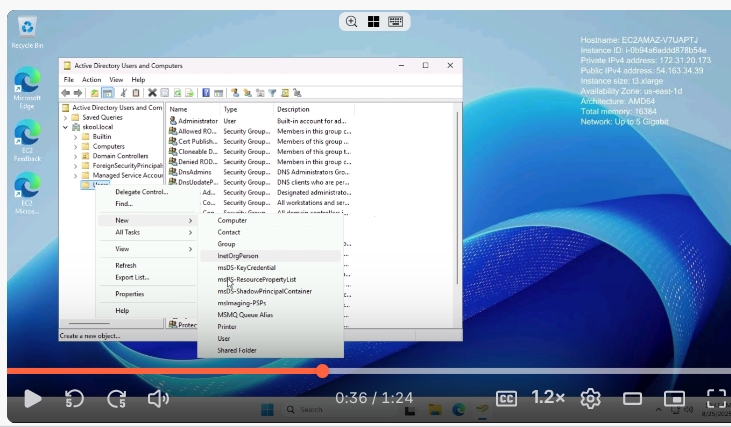 Recycle Bin
Microsoft
Edge
EC2
Feedback
EC2
Micros...
Hostname: EC2AMAZ-V7UAPTJ
Instance ID: i-0b94a6addd878b54e
Private IPv4 address: 172.31.20.173
Public IPv4 address: 54.163.34.39
Instance size: t3.xlarge
Availability Zone: us-east-1d
Architecture: AMD64
Total memory: 16384
Network: Up to 5 Gigabit
Active Directory Users and Computers
File Action View Help
Active Directory Users and Com
Saved Queries
skool.local
Builtin
Computers
Domain Controllers
ForeignSecurityPrincipals
Managed Service Accour
Users
Name Type Description
Administrator User Built-in account for ad...
Allowed RO... Security Group... Members in this group c...
Cert Publish... Security Group... Members of this group ...
Cloneable D... Security Group... Members of this group t...
Denied ROD... Security Group... Members in this group c...
DnsAdmins Security Group... DNS Administrators Gro...
DnsUpdateP... Security Group... DNS clients who are per...
Ad... Security Group... Designated administrato...
Co... Security Group... All workstations and ser...
Protec
Delegate Control...
Find...
New
All Tasks
View
Refresh
Export List...
Properties
Help
Computer
Contact
Group
InetOrgPerson
msDS-KeyCredential
msDS-ResourcePropertyList
msDS-ShadowPrincipalContainer
msImaging-PSPs
MSMQ Queue Alias
Printer
User
Shared Folder
Create a new object...
5
5
0:36 / 1:24
CC
1.2×
Search